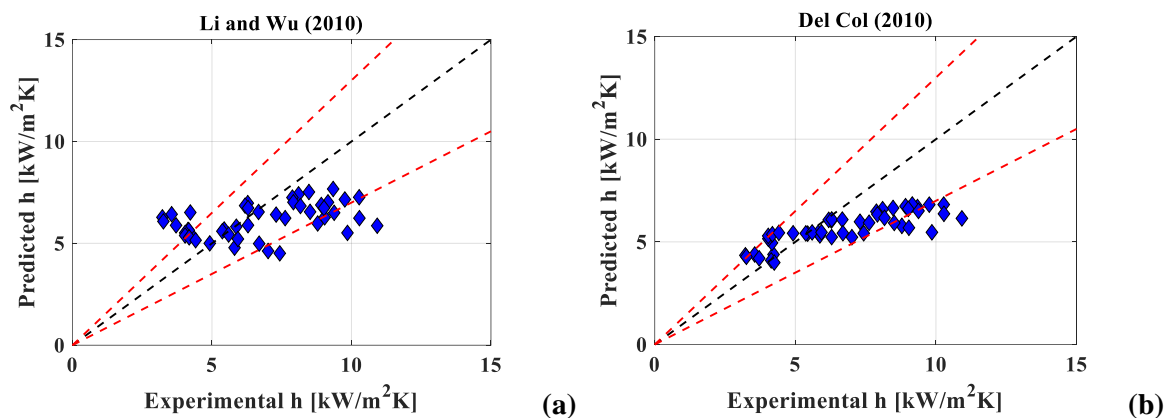 Li and Wu (2010)
15
10
5
0
Predicted h [kW/m²K]
0 5 10 15
Experimental h [kW/m²K]
(a)
Del Col (2010)
15
10
5
0
Predicted h [kW/m²K]
0 5 10 15
Experimental h [kW/m²K]
(b)